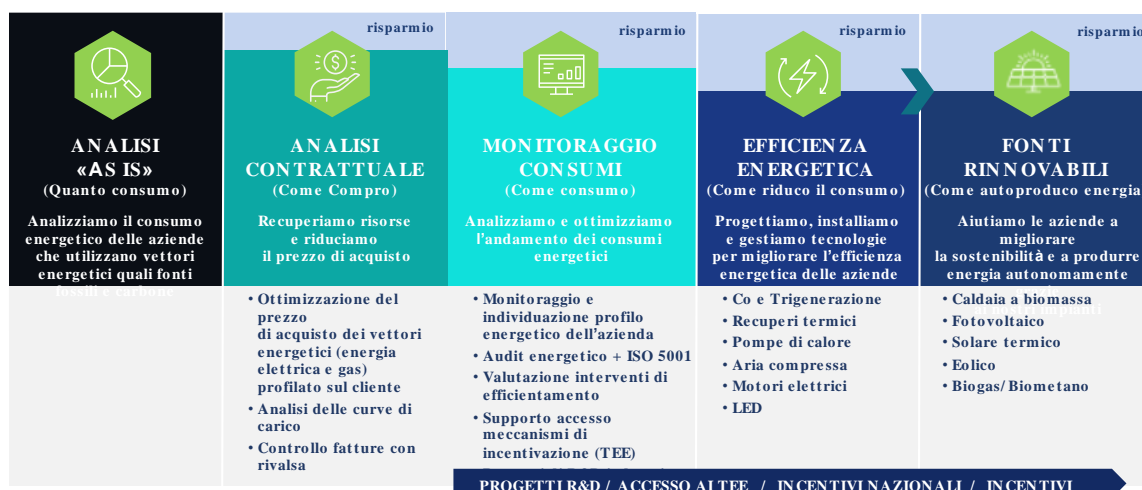 ANALISI
«AS IS»
(Quanto consumo)
Analizziamo il consumo
energetico delle aziende
che utilizzano vettori
energetici quali fonti
fossili e carbone
risparmio
ANALISI
CONTRATTUALE
(Come Compro)
Recuperiamo risorse
e riduciamo
il prezzo di acquisto
• Ottimizzazione del
prezzo
di acquisto dei vettori
energetici (energia
elettrica e gas)
profilato sul cliente
• Analisi delle curve di
carico
• Controllo fatture con
rivalsa
risparmio
MONITORAGGIO
CONSUMI
(Come consumo)
Analizziamo e ottimizziamo
l'andamento dei consumi
energetici
• Monitoraggio e
individuazione profilo
energetico dell'azienda
• Audit energetico + ISO 5001
• Valutazione interventi di
efficientamento
• Supporto accesso
meccanismi di
incentivazione (TEE)
risparmio
EFFICIENZA
ENERGETICA
(Come riduco il consumo)
Progettiamo, installiamo
e gestiamo tecnologie
per migliorare l'efficienza
energetica delle aziende
• Co e Trigenerazione
• Recuperi termici
• Pompe di calore
• Aria compressa
• Motori elettrici
• LED
risparmio
FONTI
RINNOVABILI
(Come autoproduco energia
Aiutiamo le aziende a
migliorare
la sostenibilità e a produrre
energia autonomamente
ai nostri impianti
• Caldaia a biomassa
• Fotovoltaico
• Solare termico
• Eolico
• Biogas/Biometano
PROGETTI R&D / ACCESSO AI TEE / INCENTIVI NAZIONALI / INCENTIVI